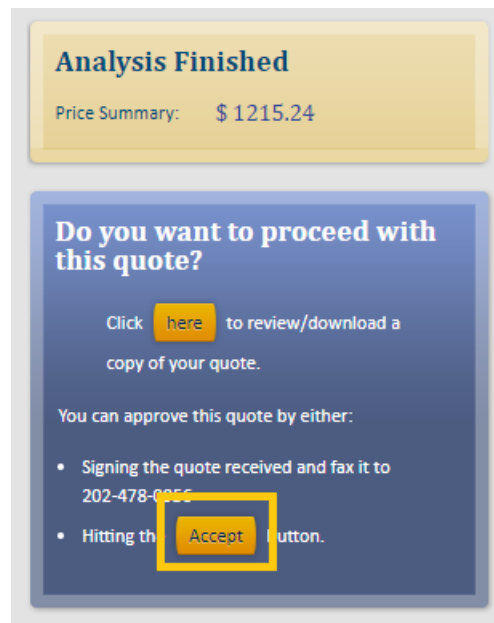 Analysis Finished
Price Summary: $ 1215.24
Do you want to proceed with
this quote?
Click here to review/download a
copy of your quote.
You can approve this quote by either:
• Signing the quote received and fax it to
202-478-
• Hitting the Accept button.